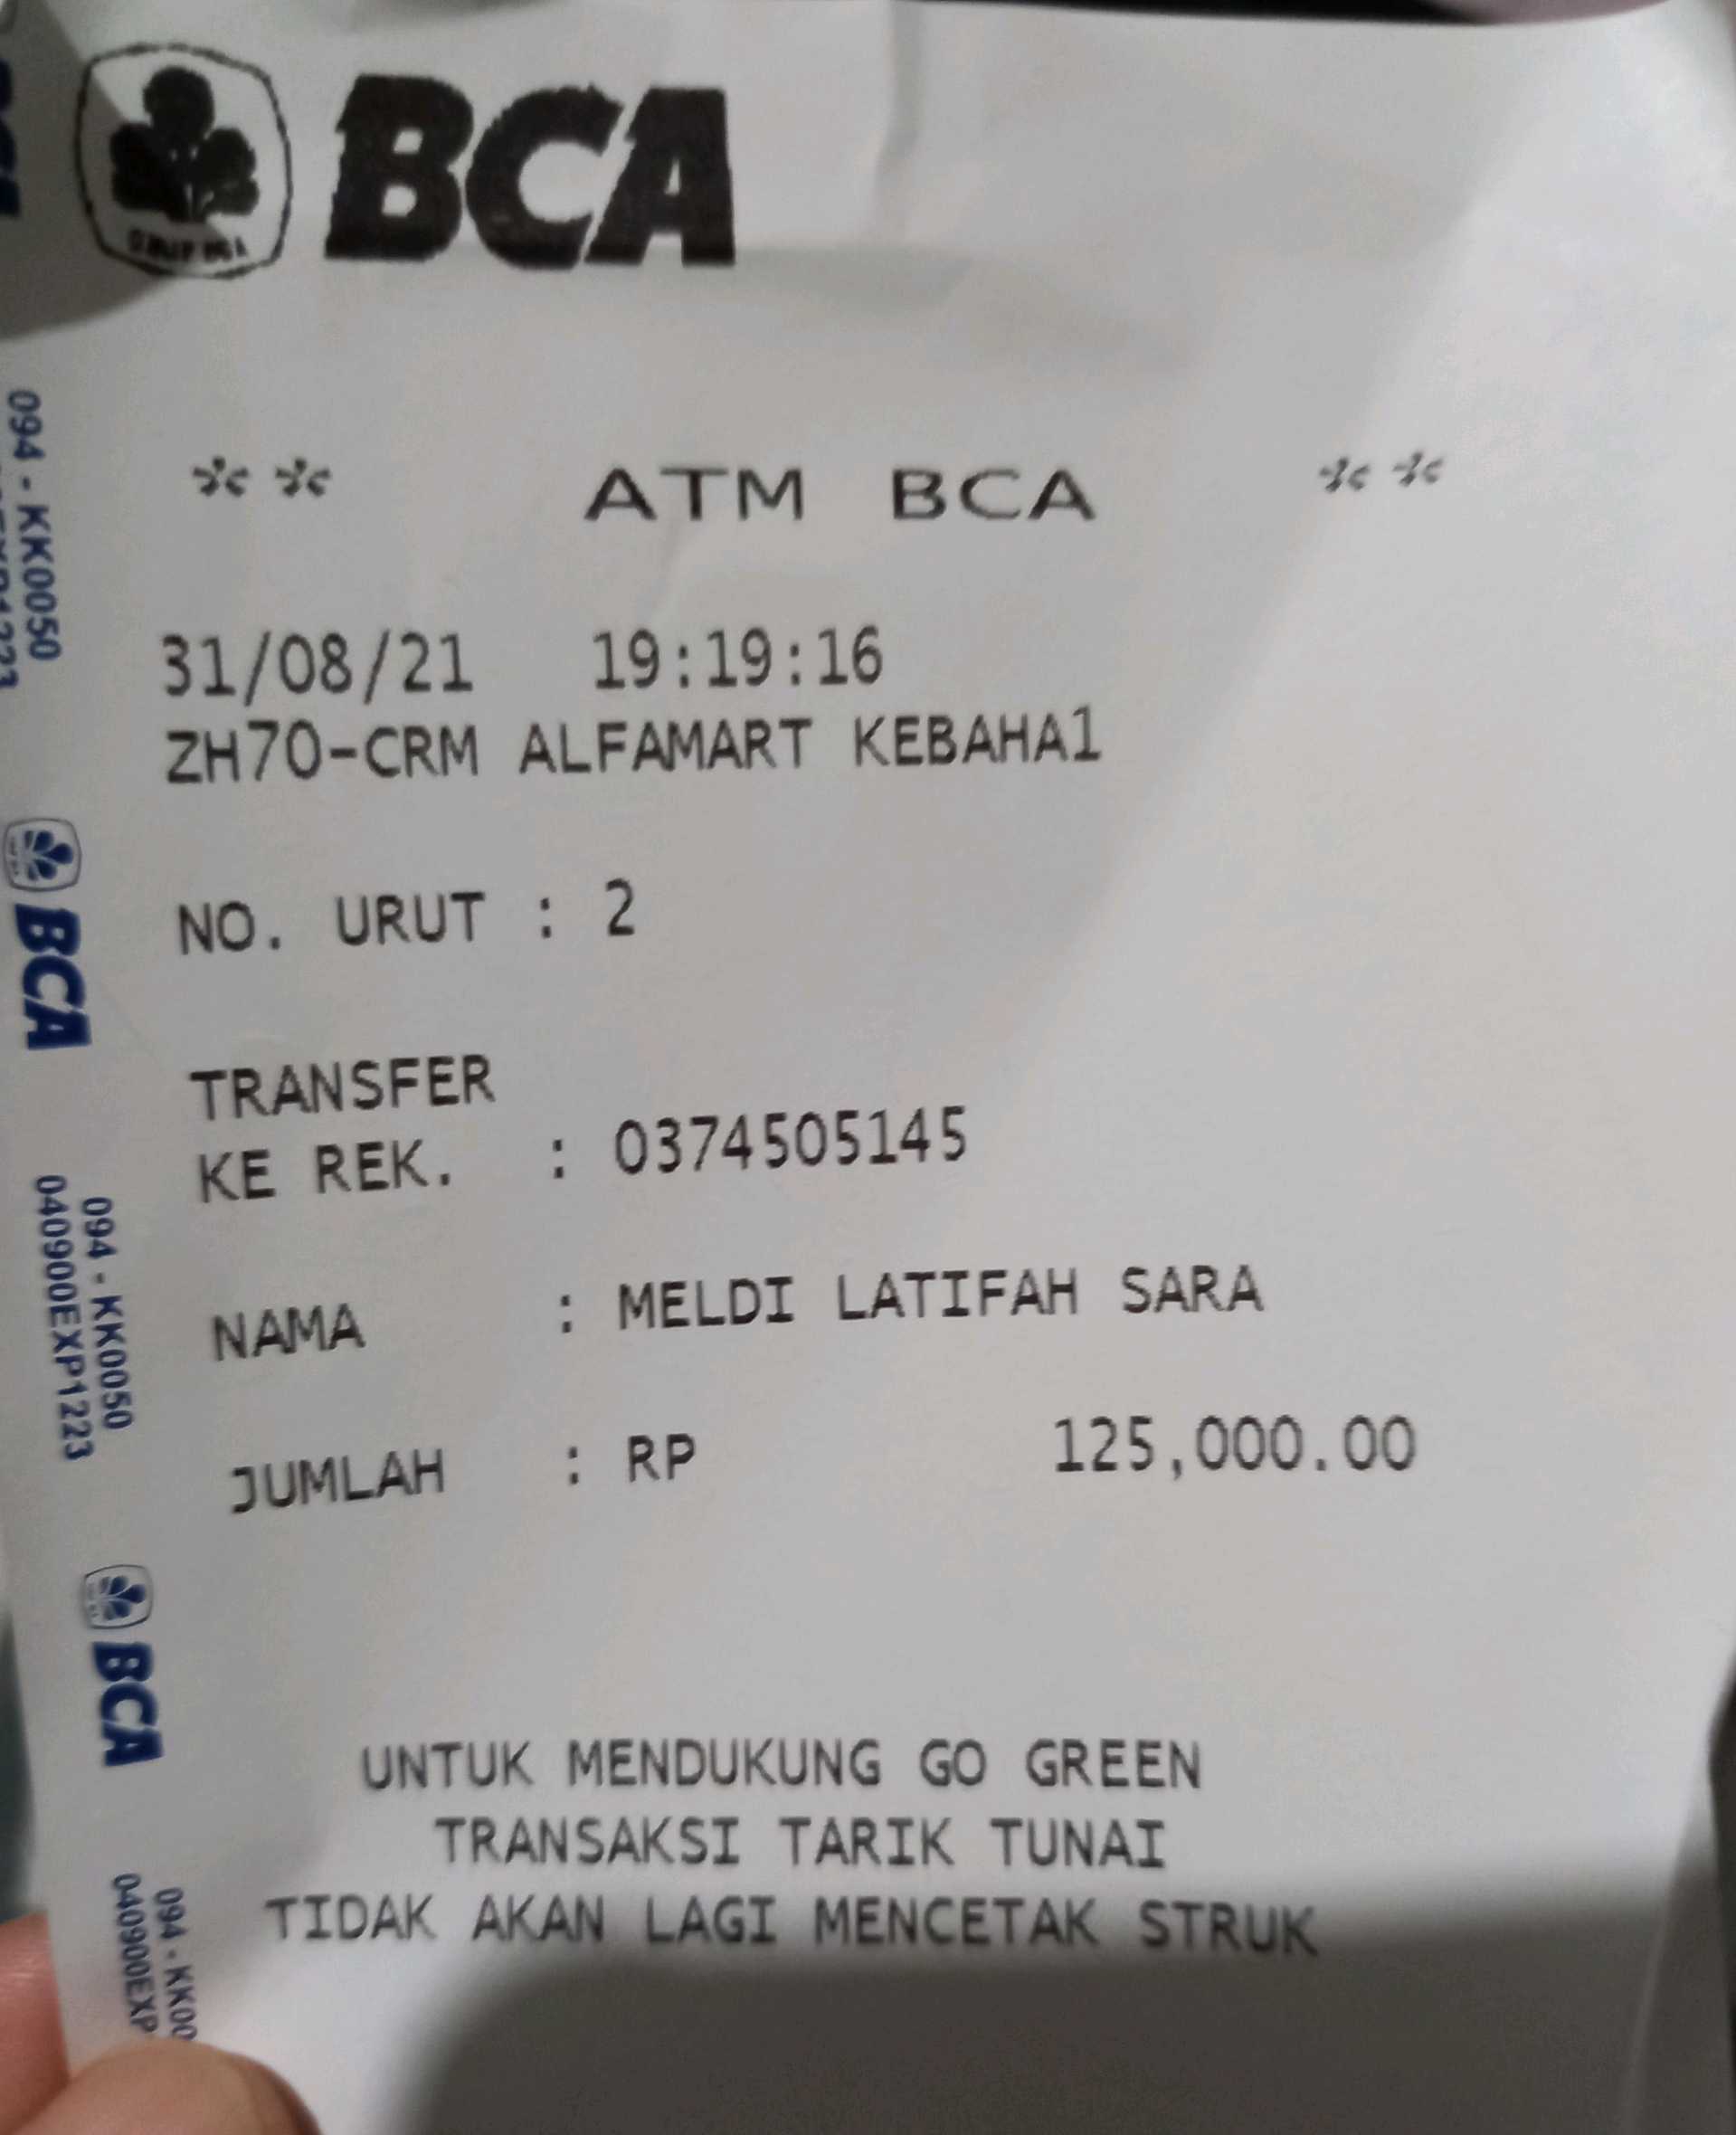 BCA
** ATM BCA **
31/08/21 19:19:16
ZH70-CRM ALFAMART KEBAHA1
NO. URUT : 2
TRANSFER
KE REK. : 0374505145
NAMA : MELDI LATIFAH SARA
JUMLAH : RP 125,000.00
UNTUK MENDUKUNG GO GREEN
TRANSAKSI TARIK TUNAI
TIDAK AKAN LAGI MENCETAK STRUK
094 - KK0050
BCA
094 - KK0050
040900EXP1223
BCA
094 - KK00
040900EXP